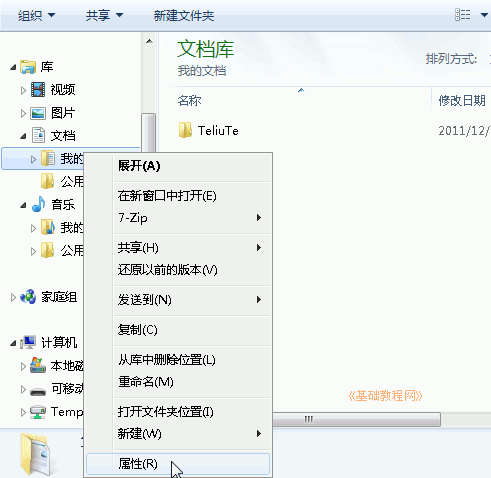 组织 共享 新建文件夹
库
视频
图片
文档
我的
公用
音乐
我的
公用
家庭组
计算机
本地磁
可移动
Temp
文档库
我的文档
排列方式:
名称 修改日期
TeliuTe 2011/12/
展开(A)
在新窗口中打开(E)
7-Zip
共享(H)
还原以前的版本(V)
发送到(N)
复制(C)
从库中删除位置(L)
重命名(M)
打开文件夹位置(I)
新建(W)
属性(R)
《基础教程网》